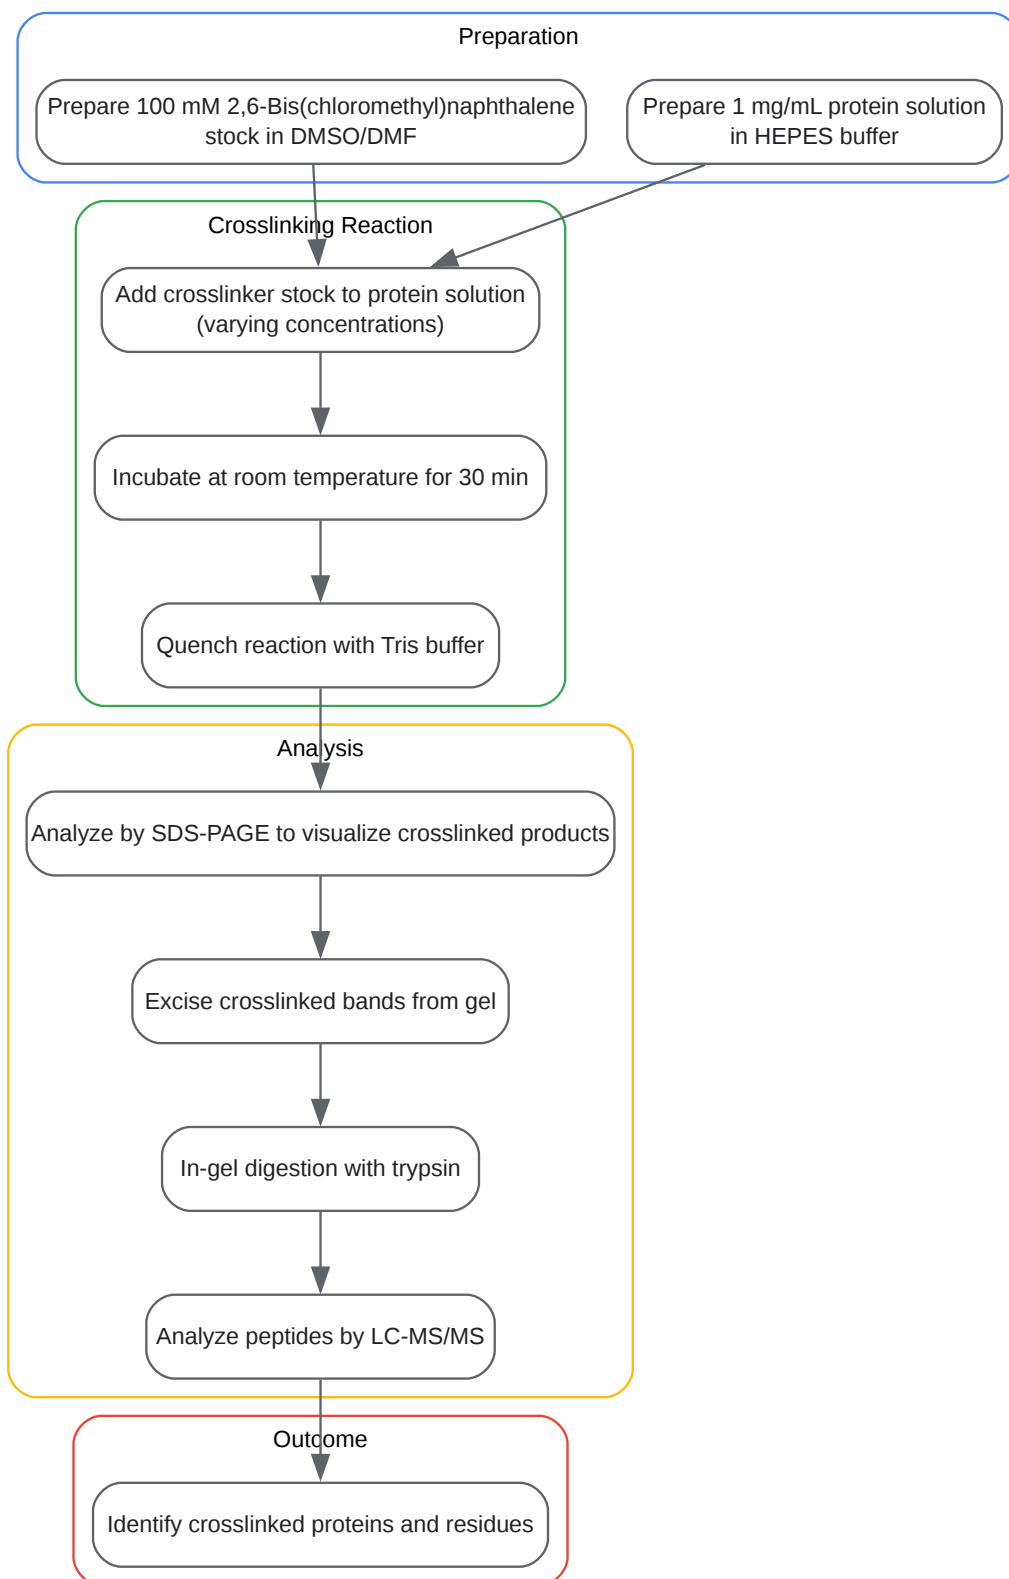 Preparation
Prepare 100 mM 2,6-Bis(chloromethyl)naphthalene
stock in DMSO/DMF
Prepare 1 mg/mL protein solution
in HEPES buffer
Crosslinking Reaction
Add crosslinker stock to protein solution
(varying concentrations)
Incubate at room temperature for 30 min
Quench reaction with Tris buffer
Analysis
Analyze by SDS-PAGE to visualize crosslinked products
Excise crosslinked bands from gel
In-gel digestion with trypsin
Analyze peptides by LC-MS/MS
Outcome
Identify crosslinked proteins and residues